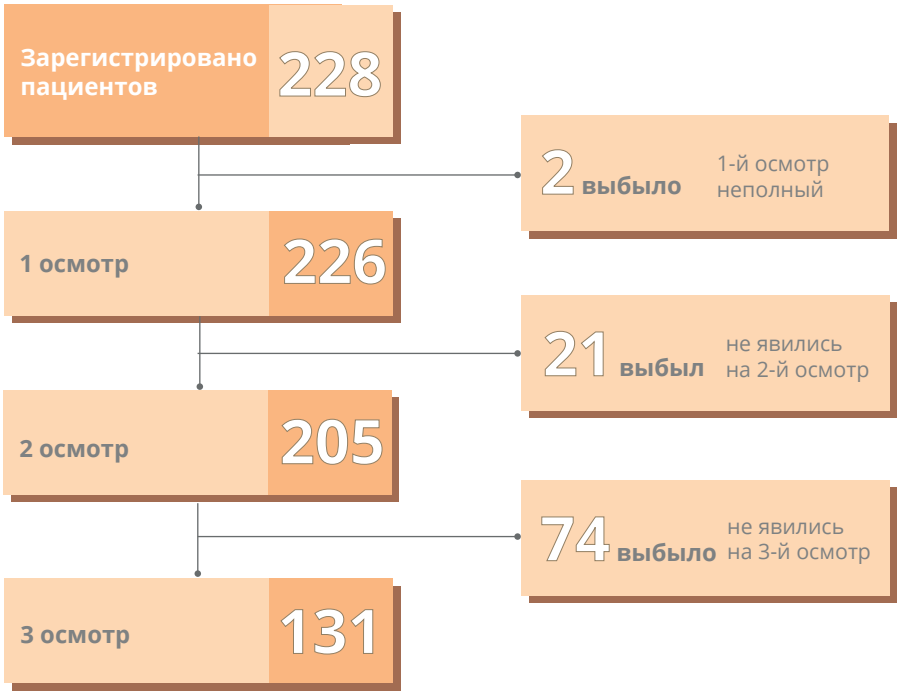 Зарегистрировано
пациентов
228
2 выбыло
1-й осмотр
неполный
1 осмотр
226
21 выбыл
не явились
на 2-й осмотр
2 осмотр
205
74 выбыло
не явились
на 3-й осмотр
3 осмотр
131